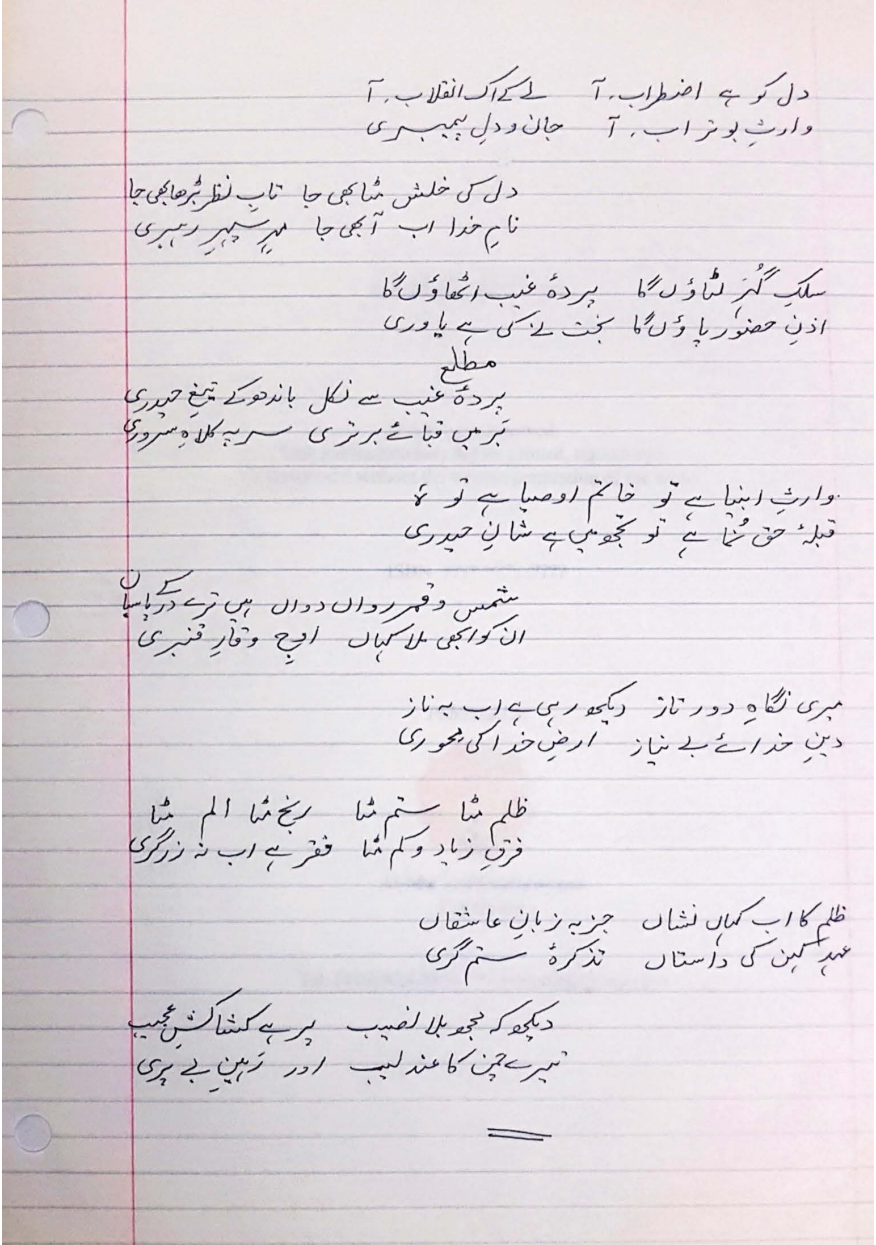 دل کو ہے اضطراب، آ لے کے اک انقلاب، آ
وارثِ بوتراب، آ جان و دلِ پیمبری
دل کی خلش مٹا بھی جا تابِ نظر بڑھا بھی جا
نامِ خدا اب آ بھی جا مہرِ سپہرِ رہبری
سلکِ گُہَر لٹاؤں گا پردۂ غیب اٹھاؤں گا
اذنِ حضور پاؤں گا بخت نے کی ہے یاوری
مطلع
پردۂ غیب سے نکل باندھ کے تیغِ حیدری
بَر میں قبائے برتری سر پہ کلاہِ سروری
وارثِ انبیا ہے تو خاتمِ اوصیا ہے تو
قبلۂ حق نُما ہے تو تجھ میں ہے شانِ حیدری
شمس و قمر رواں دواں ہیں ترے در کے پاسباں
ان کو ابھی ملا کہاں اوجِ وقارِ قنبری
میری نگاہِ دور تاز دیکھ رہی ہے اب بہ ناز
دینِ خدائے بے نیاز ارضِ خدا کی محوری
ظلم مٹا ستم مٹا رنج مٹا الم مٹا
فرقِ زیاد و کم مٹا فقر ہے اب نہ زرگری
ظلم کا اب کہاں نشاں جز بہ زبانِ عاشقاں
عہدِ کہن کی داستاں تذکرۂ ستم گری
دیکھ کہ مجھ بلا نصیب پر ہے کشاکشِ عجیب
تیرے چمن کا عندلیب اور رَہینِ بے پری